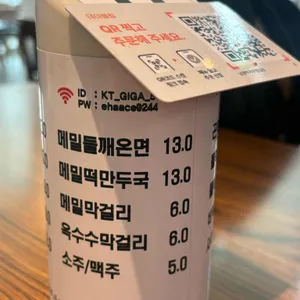 QR 찍고
주문해 주세요.
ID : KT_GIGA_
PW : ehaace0244
메밀들깨온면 13.0
메밀떡만두국 13.0
메밀막걸리 6.0
옥수수막걸리 6.0
소주/맥주 5.0